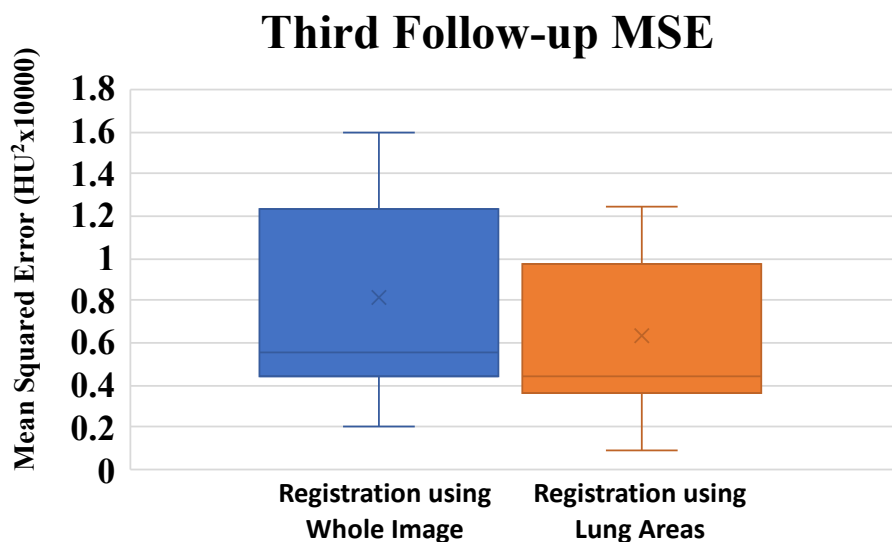 Third Follow-up MSE
Mean Squared Error (HU²x10000)
1.8
1.6
1.4
1.2
1
0.8
0.6
0.4
0.2
0
Registration using
Whole Image
Registration using
Lung Areas